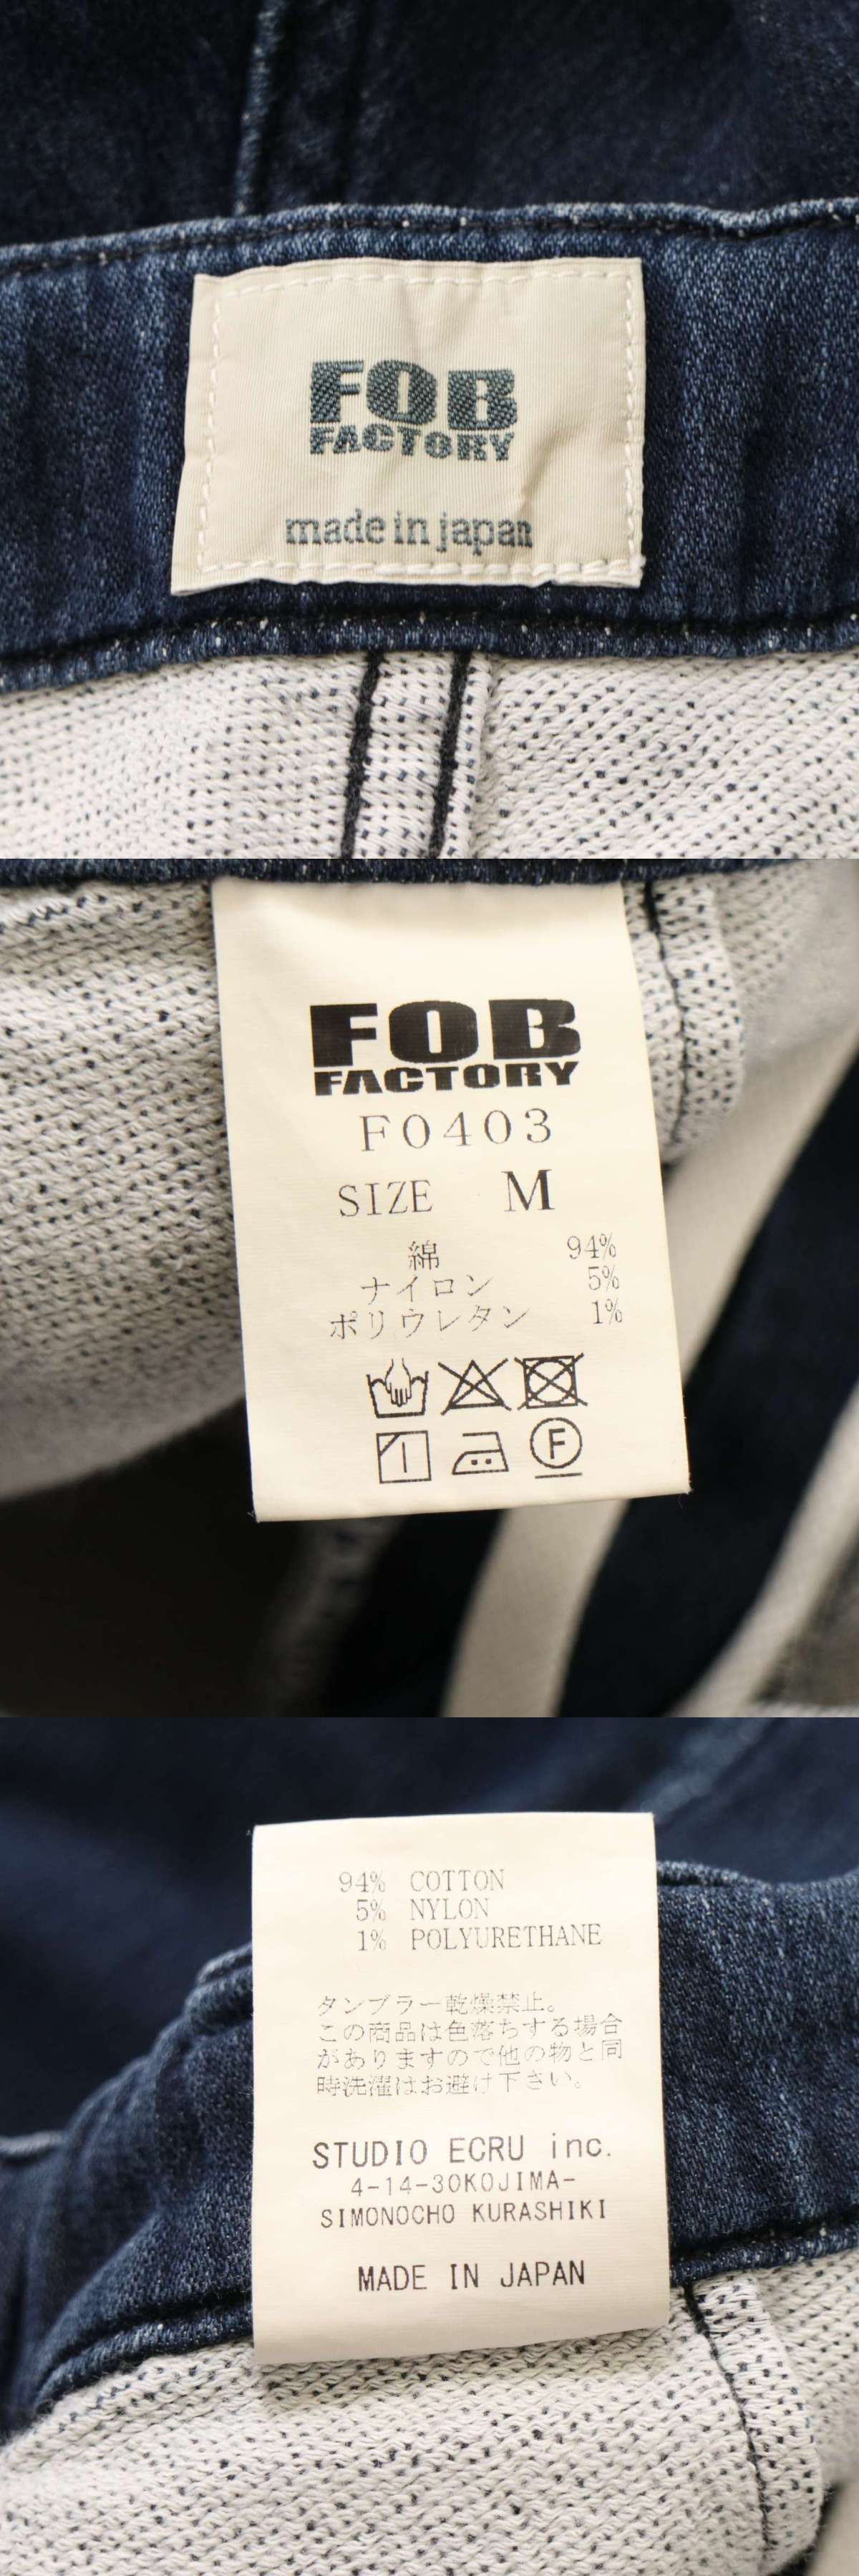 FOB
FACTORY
made in japan
FOB
FACTORY
F0403
SIZE M
綿 94%
ナイロン 5%
ポリウレタン 1%
F
94% COTTON
5% NYLON
1% POLYURETHANE
タンブラー乾燥禁止。
この商品は色落ちする場合
がありますので他の物と同
時洗濯はお避け下さい。
STUDIO ECRU inc.
4-14-30KOJIMA-
SIMONOCHO KURASHIKI
MADE IN JAPAN